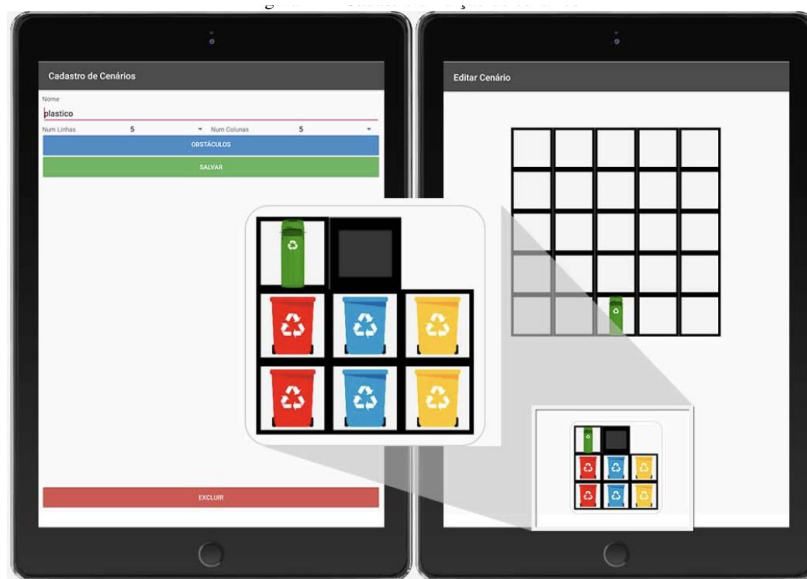 Cadastro de Cenários
Nome
plastico
Num Linhas 5 Num Colunas 5
OBSTÁCULOS
SALVAR
EXCLUIR
Editar Cenário